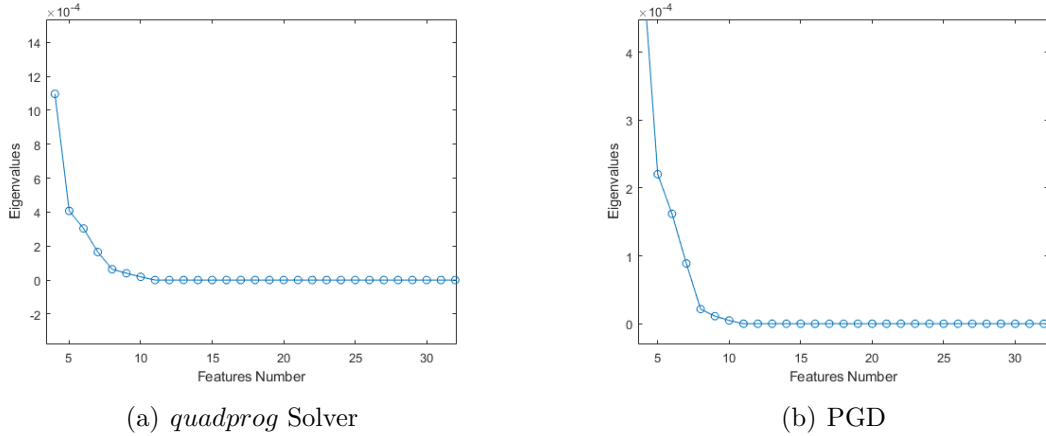 ×10⁻⁴
14
12
10
8
6
4
2
0
-2
5 10 15 20 25 30
Eigenvalues
Features Number
(a) quadprog Solver
×10⁻⁴
4
3
2
1
0
5 10 15 20 25 30
Eigenvalues
Features Number
(b) PGD